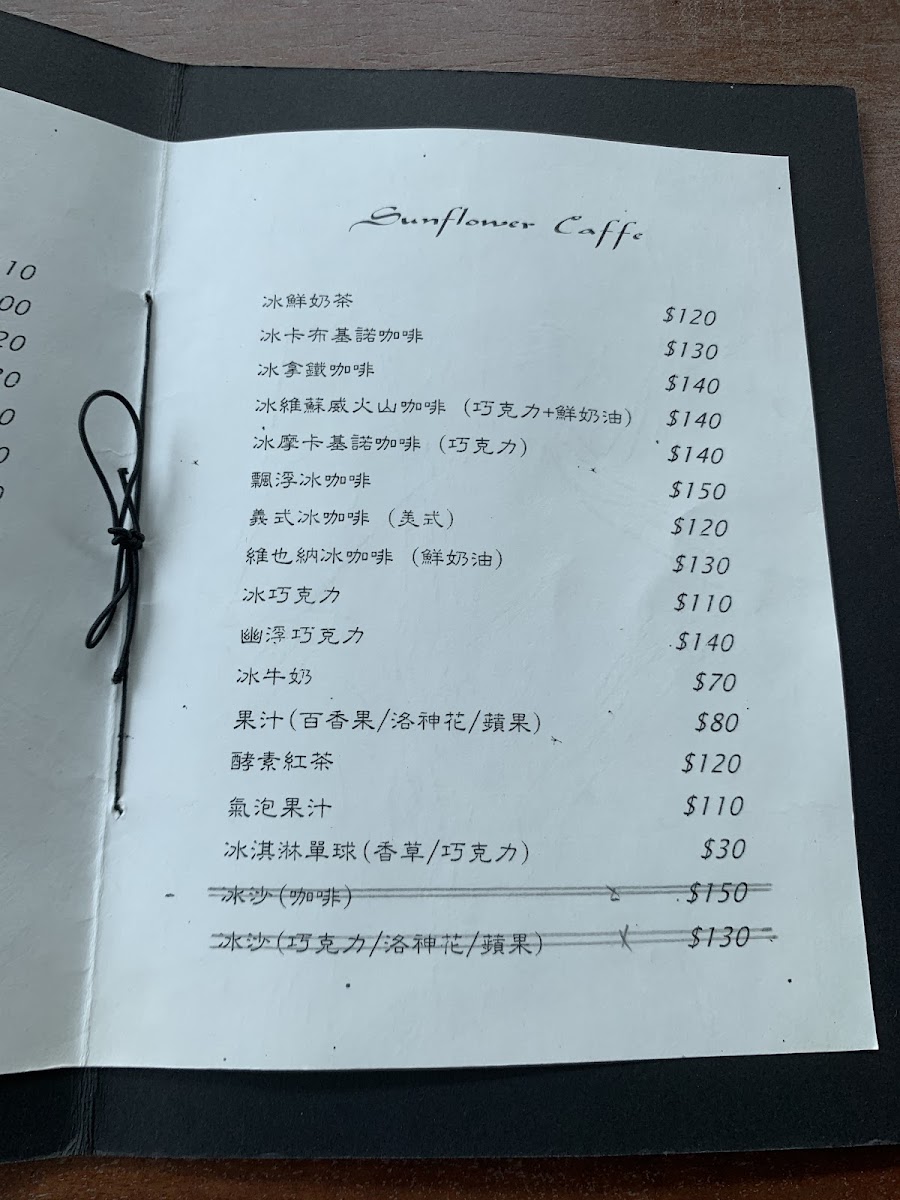 Sunflower Caffe
冰鮮奶茶 $120
冰卡布基諾咖啡 $130
冰拿鐵咖啡 $140
冰維蘇威火山咖啡 (巧克力+鮮奶油) $140
冰摩卡基諾咖啡 (巧克力) $140
飄浮冰咖啡 $150
義式冰咖啡 (美式) $120
維也納冰咖啡 (鮮奶油) $130
冰巧克力 $110
幽浮巧克力 $140
冰牛奶 $70
果汁(百香果/洛神花/蘋果) $80
酵素紅茶 $120
氣泡果汁 $110
冰淇淋單球(香草/巧克力) $30
冰沙(咖啡) $150
冰沙(巧克力/洛神花/蘋果) $130